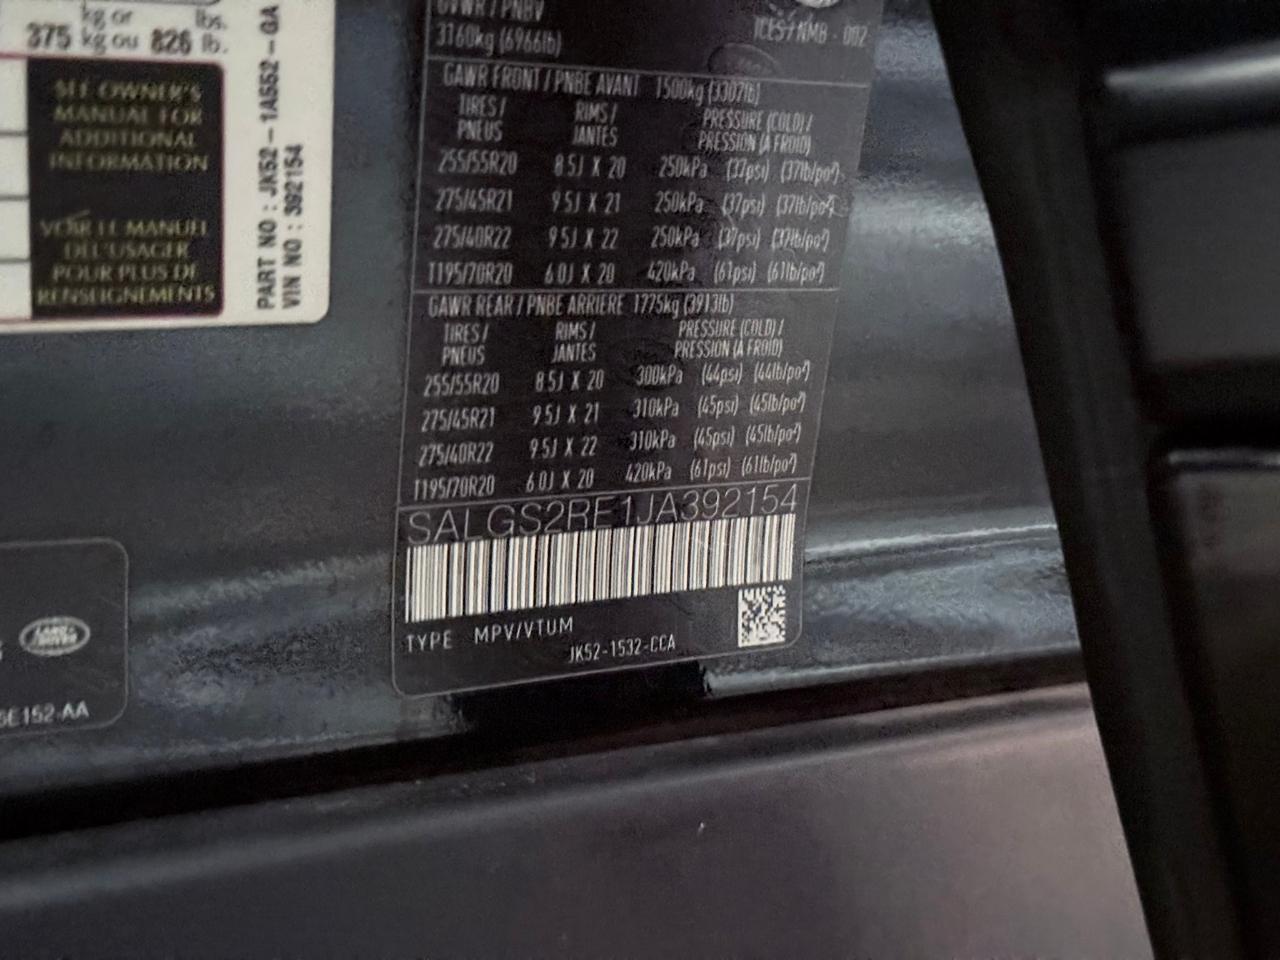 kg or lbs.
375 kg ou 826 lb.
SEE OWNER'S
MANUAL FOR
ADDITIONAL
INFORMATION
VOIR LE MANUEL
DE L'USAGER
POUR PLUS DE
RENSEIGNEMENTS
PART NO : JK52-1A552-GA
VIN NO : 392154
GVWR / PNBV
3160kg (6966lb)
ICES / NMB - 002
GAWR FRONT / PNBE AVANT 1500kg (3307lb)
TIRES / RIMS / PRESSURE (COLD) /
PNEUS JANTES PRESSION (A FROID)
255/55R20 8.5J X 20 250kPa (37psi) (37lb/po²)
275/45R21 9.5J X 21 250kPa (37psi) (37lb/po²)
275/40R22 9.5J X 22 250kPa (37psi) (37lb/po²)
T195/70R20 6.0J X 20 420kPa (61psi) (61lb/po²)
GAWR REAR / PNBE ARRIERE 1775kg (3913lb)
TIRES / RIMS / PRESSURE (COLD) /
PNEUS JANTES PRESSION (A FROID)
255/55R20 8.5J X 20 300kPa (44psi) (44lb/po²)
275/45R21 9.5J X 21 310kPa (45psi) (45lb/po²)
275/40R22 9.5J X 22 310kPa (45psi) (45lb/po²)
T195/70R20 6.0J X 20 420kPa (61psi) (61lb/po²)
SALGS2RE1JA392154
TYPE MPV/VTUM
JK52-1532-CCA
LAND ROVER
5E152-AA